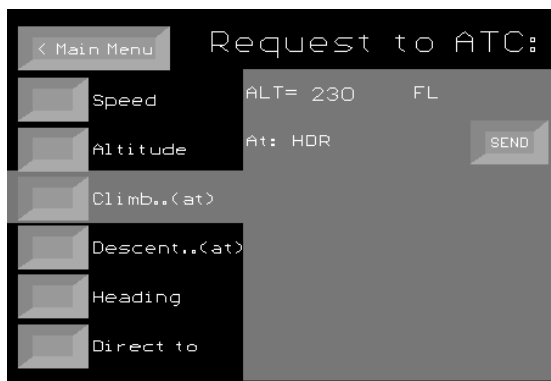 < Main Menu
Request to ATC:
Speed
ALT= 230 FL
Altitude
At: HDR
SEND
Climb..(at)
Descent..(at)
Heading
Direct to